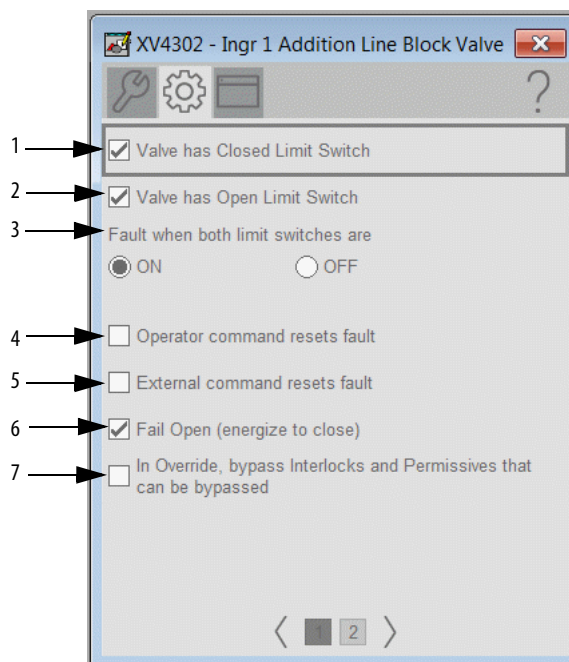 XV4302 - Ingr 1 Addition Line Block Valve
?
1
Valve has Closed Limit Switch
2
Valve has Open Limit Switch
3
Fault when both limit switches are
ON OFF
4
Operator command resets fault
5
External command resets fault
6
Fail Open (energize to close)
7
In Override, bypass Interlocks and Permissives that
can be bypassed
1 2